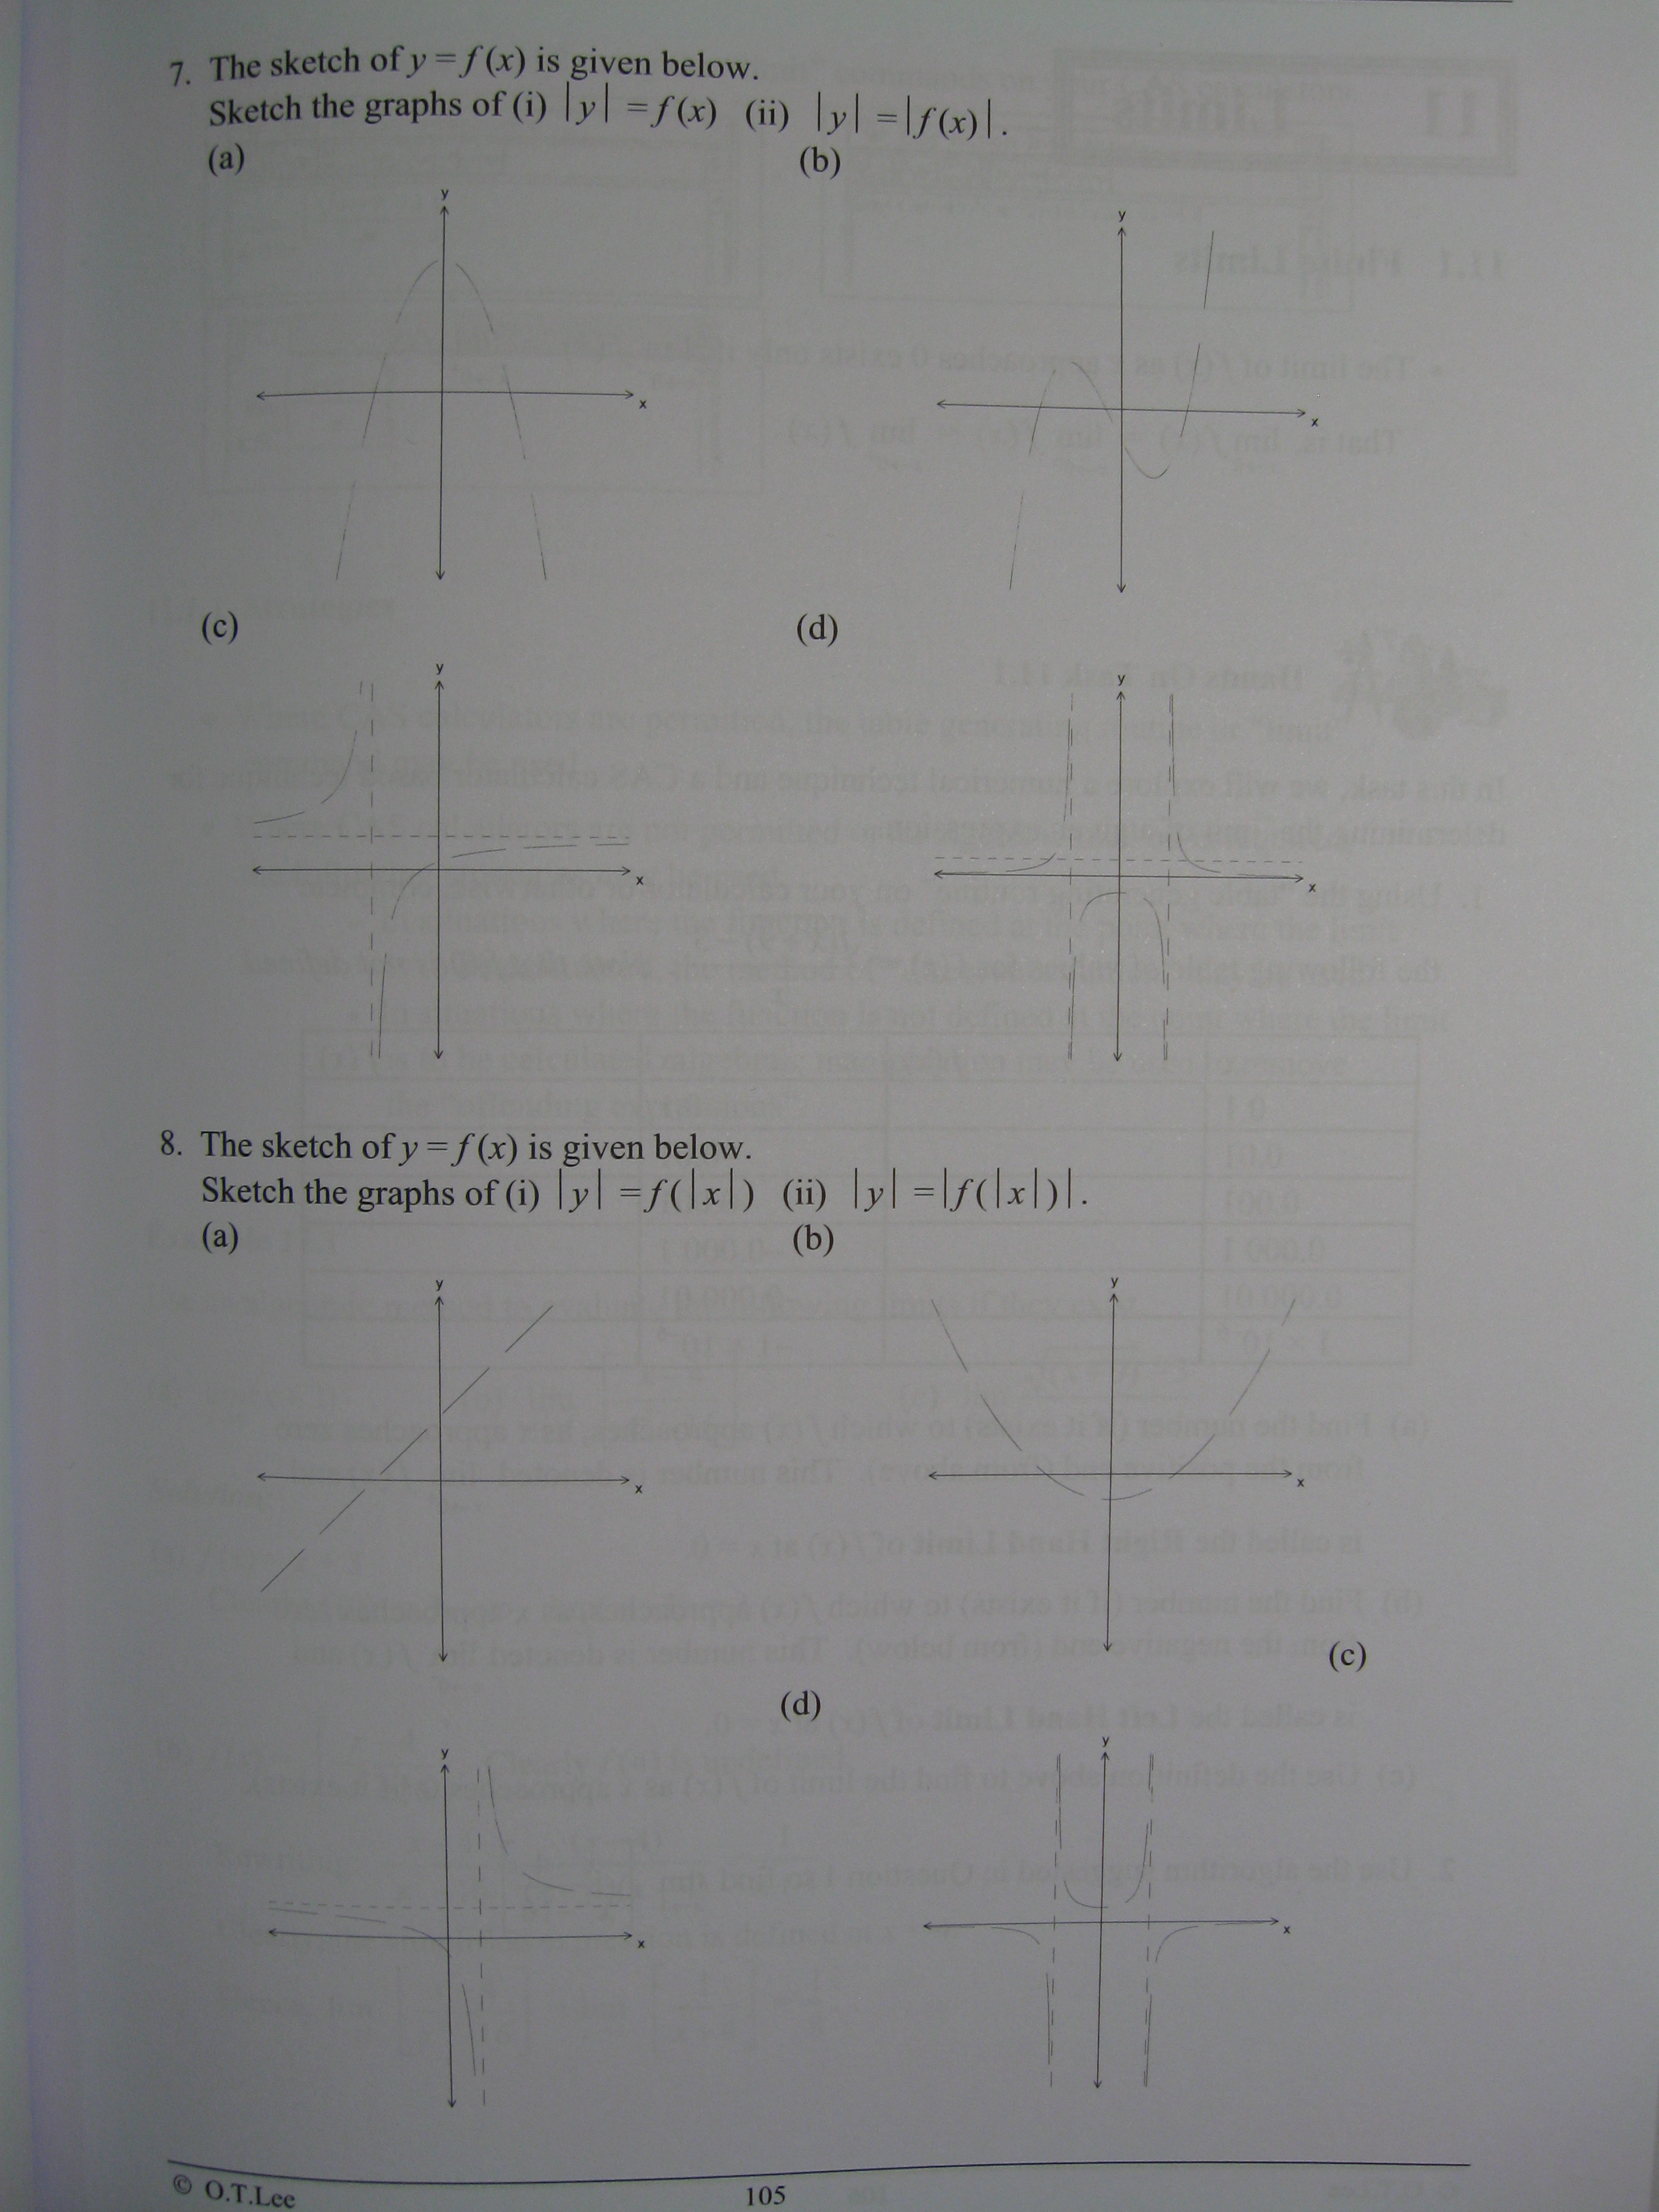 7. The sketch of y = f (x) is given below.
Sketch the graphs of (i) |y| = f(x) (ii) |y| = |f(x)|.
(a) (b)
y y
x x
(c) (d)
y y
x x
8. The sketch of y = f (x) is given below.
Sketch the graphs of (i) |y| = f(|x|) (ii) |y| = |f(|x|)|.
(a) (b)
y y
x x
(c)
(d)
y y
x x
© O.T.Lee 105